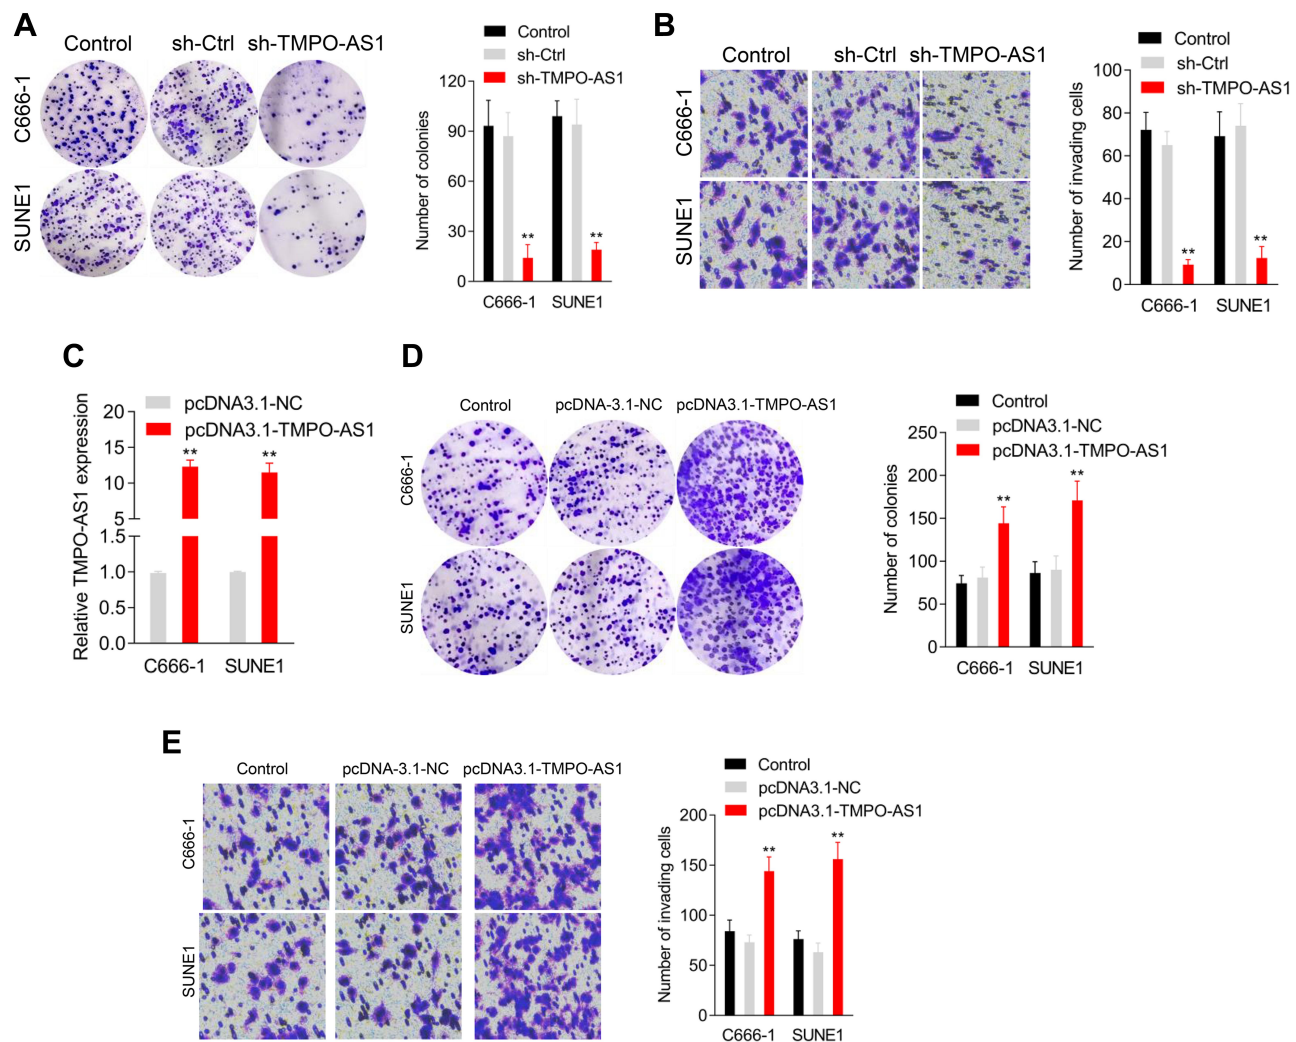 A
Control sh-Ctrl sh-TMPO-AS1
C666-1
SUNE1
Control
sh-Ctrl
sh-TMPO-AS1
Number of colonies
120
90
60
30
0
** **
C666-1 SUNE1
B
Control sh-Ctrl sh-TMPO-AS1
C666-1
SUNE1
Control
sh-Ctrl
sh-TMPO-AS1
Number of invading cells
100
80
60
40
20
0
** **
C666-1 SUNE1
C
pcDNA3.1-NC
pcDNA3.1-TMPO-AS1
Relative TMPO-AS1 expression
20
15
10
5
1.5
1.0
0.5
0.0
** **
C666-1 SUNE1
D
Control pcDNA-3.1-NC pcDNA3.1-TMPO-AS1
C666-1
SUNE1
Control
pcDNA3.1-NC
pcDNA3.1-TMPO-AS1
Number of colonies
250
200
150
100
50
0
** **
C666-1 SUNE1
E
Control pcDNA-3.1-NC pcDNA3.1-TMPO-AS1
C666-1
SUNE1
Control
pcDNA3.1-NC
pcDNA3.1-TMPO-AS1
Number of invading cells
200
150
100
50
0
** **
C666-1 SUNE1